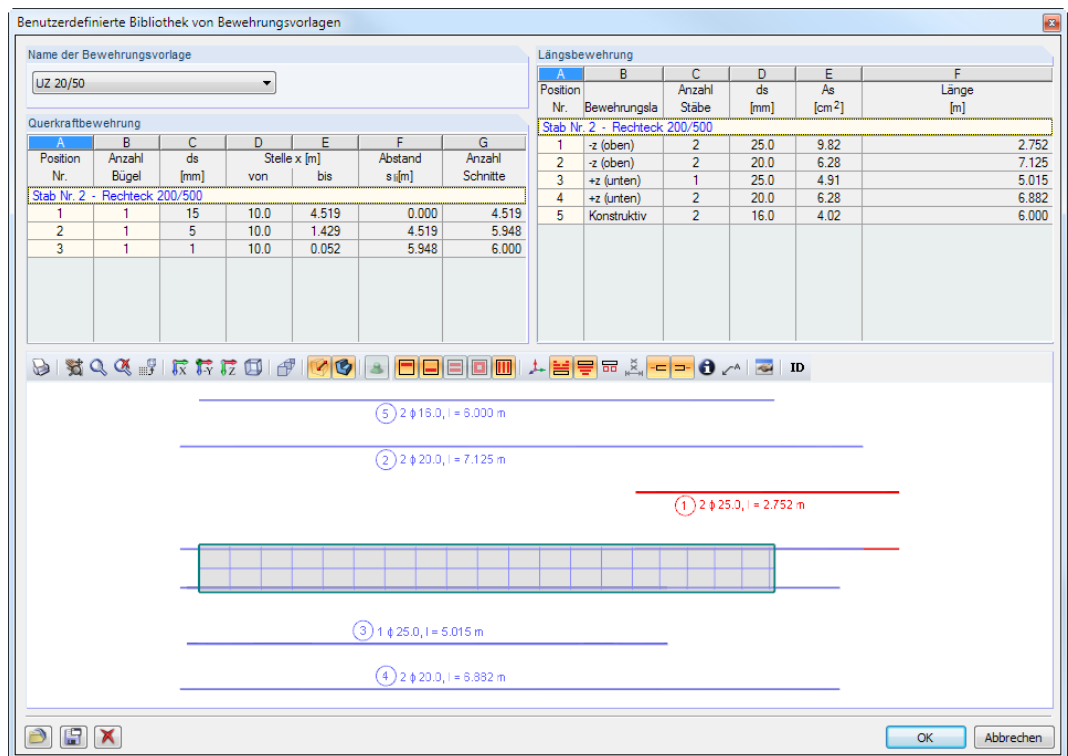 Benutzerdefinierte Bibliothek von Bewehrungsvorlagen
Name der Bewehrungsvorlage
UZ 20/50
Querkraftbewehrung
A B C D E F G
Position Anzahl ds Stelle x [m] Abstand Anzahl
Nr. Bügel [mm] von bis s li[m] Schnitte
Stab Nr. 2 - Rechteck 200/500
1 1 15 10.0 4.519 0.000 4.519
2 1 5 10.0 1.429 4.519 5.948
3 1 1 10.0 0.052 5.948 6.000
Längsbewehrung
A B C D E F
Position Anzahl ds As Länge
Nr. Bewehrungsla Stäbe [mm] [cm²] [m]
Stab Nr. 2 - Rechteck 200/500
1 -z (oben) 2 25.0 9.82 2.752
2 -z (oben) 2 20.0 6.28 7.125
3 +z (unten) 1 25.0 4.91 5.015
4 +z (unten) 2 20.0 6.28 6.882
5 Konstruktiv 2 16.0 4.02 6.000
X -Y Z ID
5 2 ϕ 16.0, l = 6.000 m
2 2 ϕ 20.0, l = 7.125 m
1 2 ϕ 25.0, l = 2.752 m
3 1 ϕ 25.0, l = 5.015 m
4 2 ϕ 20.0, l = 6.882 m
OK Abbrechen